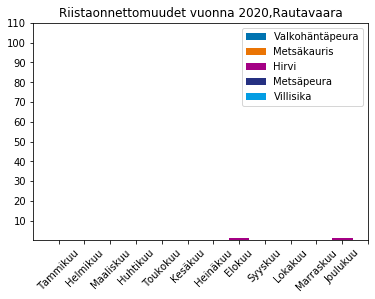 Riistaonnettomuudet vuonna 2020,Rautavaara
110
100
90
80
70
60
50
40
30
20
10
Valkohäntäpeura
Metsäkauris
Hirvi
Metsäpeura
Villisika
Tammikuu
Helmikuu
Maaliskuu
Huhtikuu
Toukokuu
Kesäkuu
Heinäkuu
Elokuu
Syyskuu
Lokakuu
Marraskuu
Joulukuu